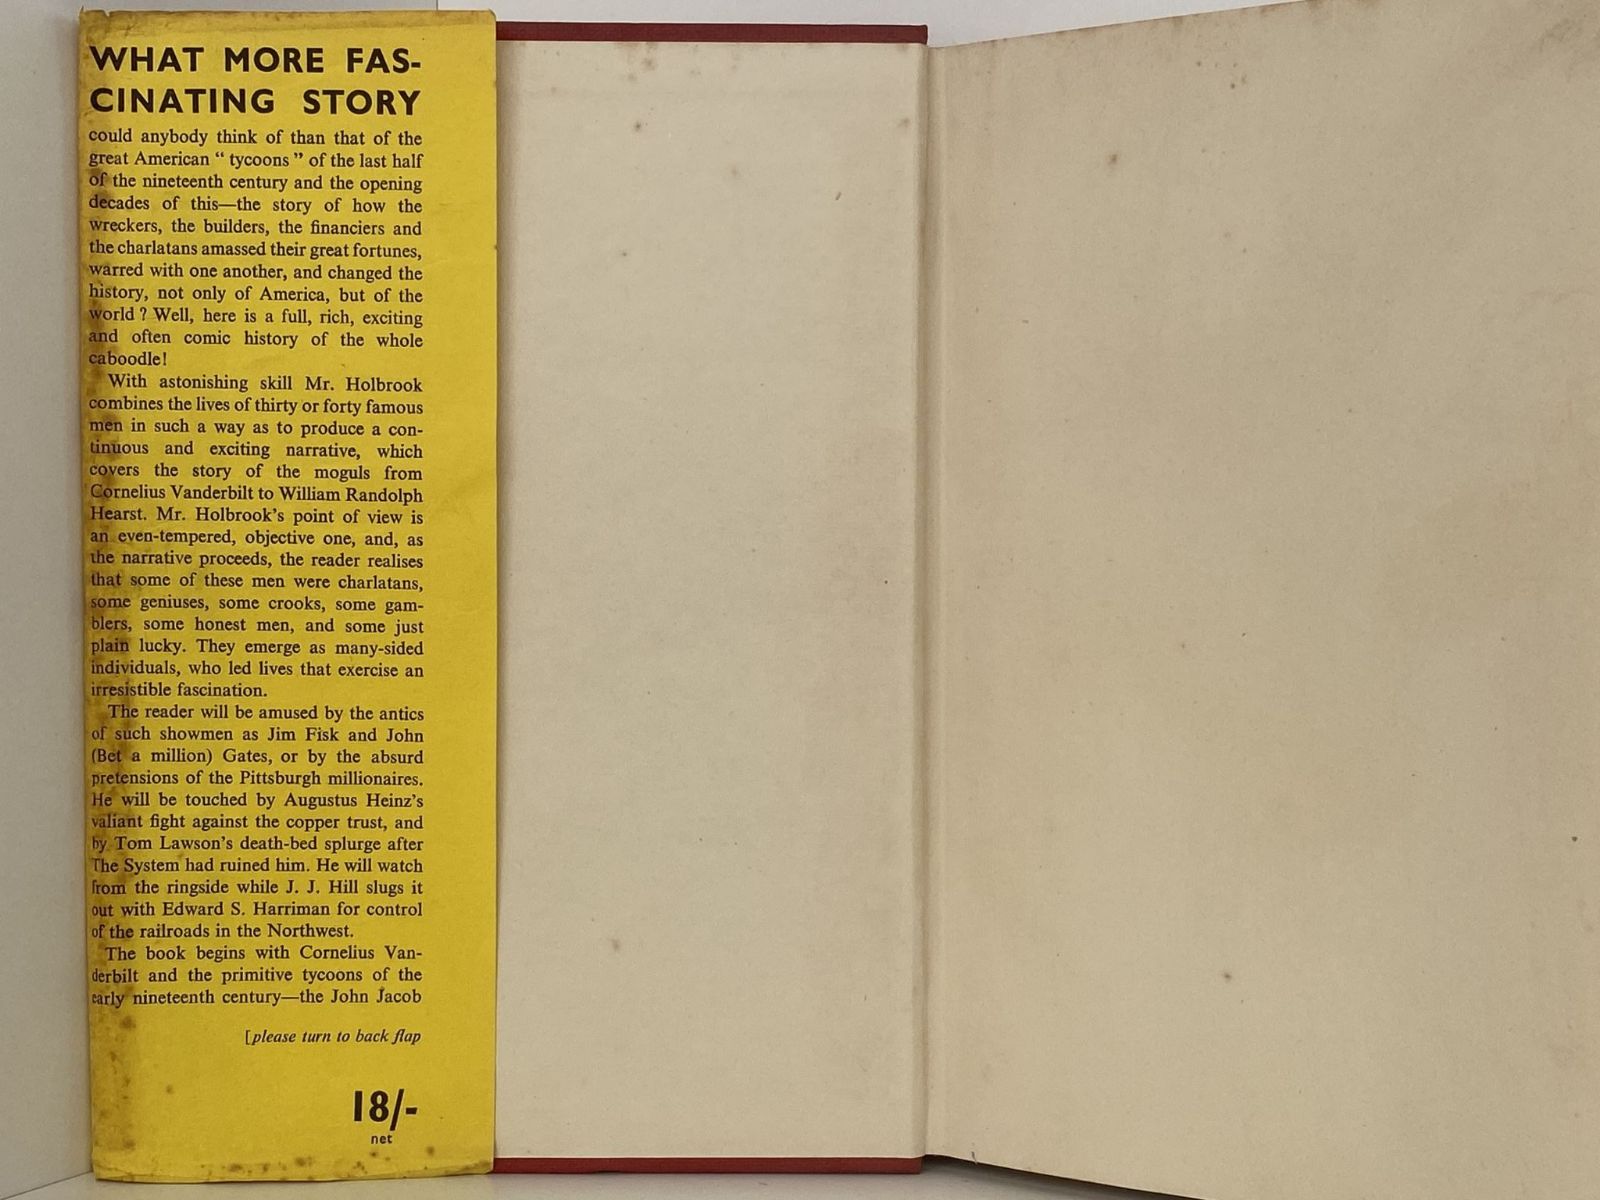 WHAT MORE FAS-
CINATING STORY
could anybody think of than that of the
great American “ tycoons ” of the last half
of the nineteenth century and the opening
decades of this—the story of how the
wreckers, the builders, the financiers and
the charlatans amassed their great fortunes,
warred with one another, and changed the
history, not only of America, but of the
world ? Well, here is a full, rich, exciting
and often comic history of the whole
caboodle!
With astonishing skill Mr. Holbrook
combines the lives of thirty or forty famous
men in such a way as to produce a con-
tinuous and exciting narrative, which
covers the story of the moguls from
Cornelius Vanderbilt to William Randolph
Hearst. Mr. Holbrook's point of view is
an even-tempered, objective one, and, as
the narrative proceeds, the reader realises
that some of these men were charlatans,
some geniuses, some crooks, some gam-
blers, some honest men, and some just
plain lucky. They emerge as many-sided
individuals, who led lives that exercise an
irresistible fascination.
The reader will be amused by the antics
of such showmen as Jim Fisk and John
(Bet a million) Gates, or by the absurd
pretensions of the Pittsburgh millionaires.
He will be touched by Augustus Heinz's
valiant fight against the copper trust, and
by Tom Lawson's death-bed splurge after
The System had ruined him. He will watch
from the ringside while J. J. Hill slugs it
out with Edward S. Harriman for control
of the railroads in the Northwest.
The book begins with Cornelius Van-
derbilt and the primitive tycoons of the
early nineteenth century—the John Jacob
[please turn to back flap
18/-
net